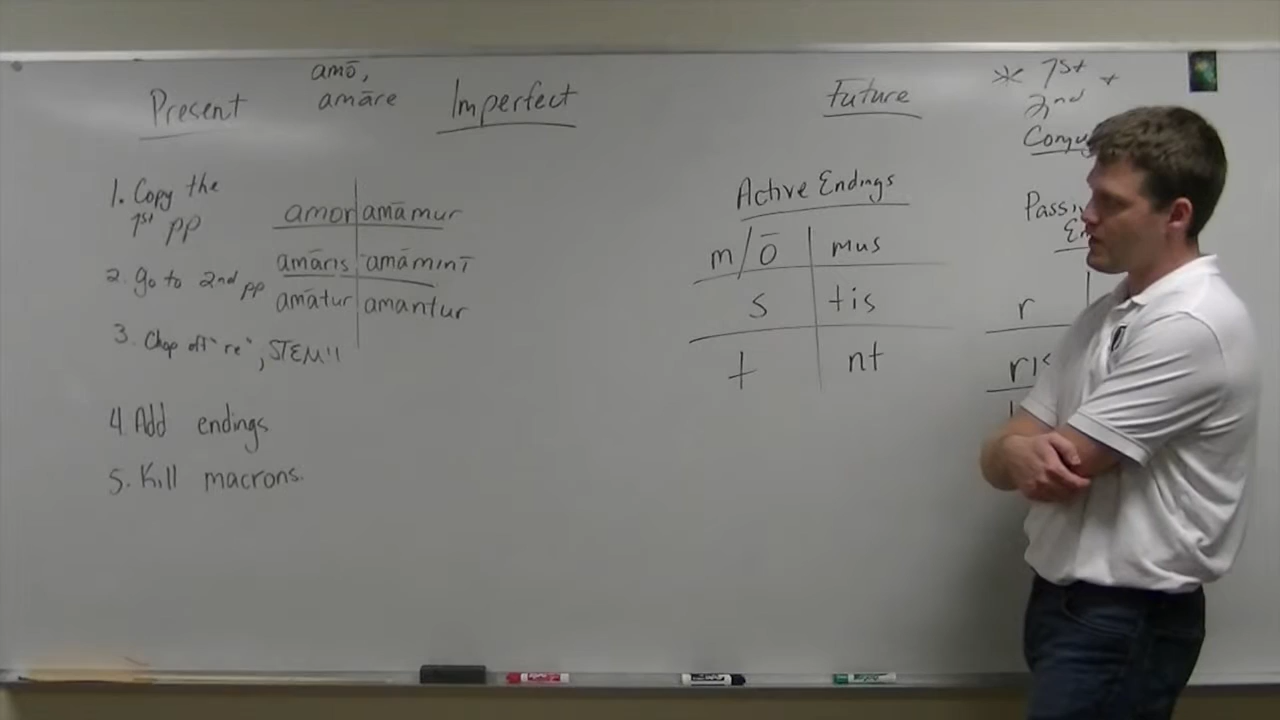 amō,
amāre
Present
Imperfect
Future
* 1st +
2nd
1. Copy the
1st pp
amor amāmur
amāris amāminī
amātur amantur
2. Go to 2nd pp
3. Chop off "re", STEM!!
4. Add endings
5. Kill macrons.
Active Endings
m/ō mus
s tis
t nt
r
ris